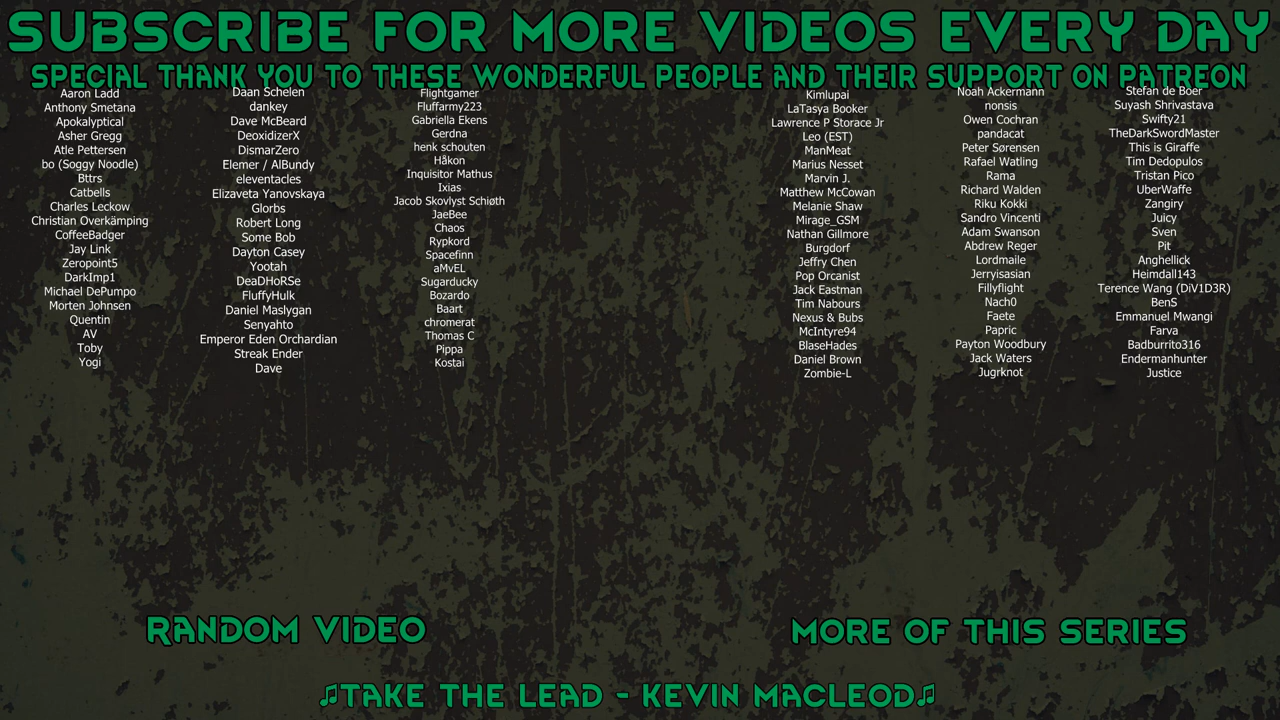 SUBSCRIBE FOR MORE VIDEOS EVERY DAY
SPECIAL THANK YOU TO THESE WONDERFUL PEOPLE AND THEIR SUPPORT ON PATREON
Aaron Ladd
Anthony Smetana
Apokalyptical
Asher Gregg
Atle Pettersen
bo (Soggy Noodle)
Bttrs
Catbells
Charles Leckow
Christian Overkämping
CoffeeBadger
Jay Link
Zeropoint5
DarkImp1
Michael DePumpo
Morten Johnsen
Quentin
AV
Toby
Yogi
Daan Schelen
dankey
Dave McBeard
DeoxidizerX
DismarZero
Elemer / AlBundy
eleventacles
Elizaveta Yanovskaya
Glorbs
Robert Long
Some Bob
Dayton Casey
Yootah
DeaDHoRSe
FluffyHulk
Daniel Maslygan
Senyahto
Emperor Eden Orchardian
Streak Ender
Dave
Flightgamer
Fluffarmy223
Gabriella Ekens
Gerdna
henk schouten
Håkon
Inquisitor Mathus
Ixias
Jacob Skovlyst Schiøth
JaeBee
Chaos
Rypkord
Spacefinn
aMvEL
Sugarducky
Bozardo
Baart
chromerat
Thomas C
Pippa
Kostai
Kimlupai
LaTasya Booker
Lawrence P Storace Jr
Leo (EST)
ManMeat
Marius Nesset
Marvin J.
Matthew McCowan
Melanie Shaw
Mirage_GSM
Nathan Gillmore
Burgdorf
Jeffry Chen
Pop Orcanist
Jack Eastman
Tim Nabours
Nexus & Bubs
McIntyre94
BlaseHades
Daniel Brown
Zombie-L
Noah Ackermann
nonsis
Owen Cochran
pandacat
Peter Sørensen
Rafael Watling
Rama
Richard Walden
Riku Kokki
Sandro Vincenti
Adam Swanson
Abdrew Reger
Lordmaile
Jerryisasian
Fillyflight
Nach0
Faete
Papric
Payton Woodbury
Jack Waters
Jugrknot
Stefan de Boer
Suyash Shrivastava
Swifty21
TheDarkSwordMaster
This is Giraffe
Tim Dedopulos
Tristan Pico
UberWaffe
Zangiry
Juicy
Sven
Pit
Anghellick
Heimdall143
Terence Wang (DiV1D3R)
BenS
Emmanuel Mwangi
Farva
Badburrito316
Endermanhunter
Justice
RANDOM VIDEO
MORE OF THIS SERIES
♫TAKE THE LEAD - KEVIN MACLEOD♫